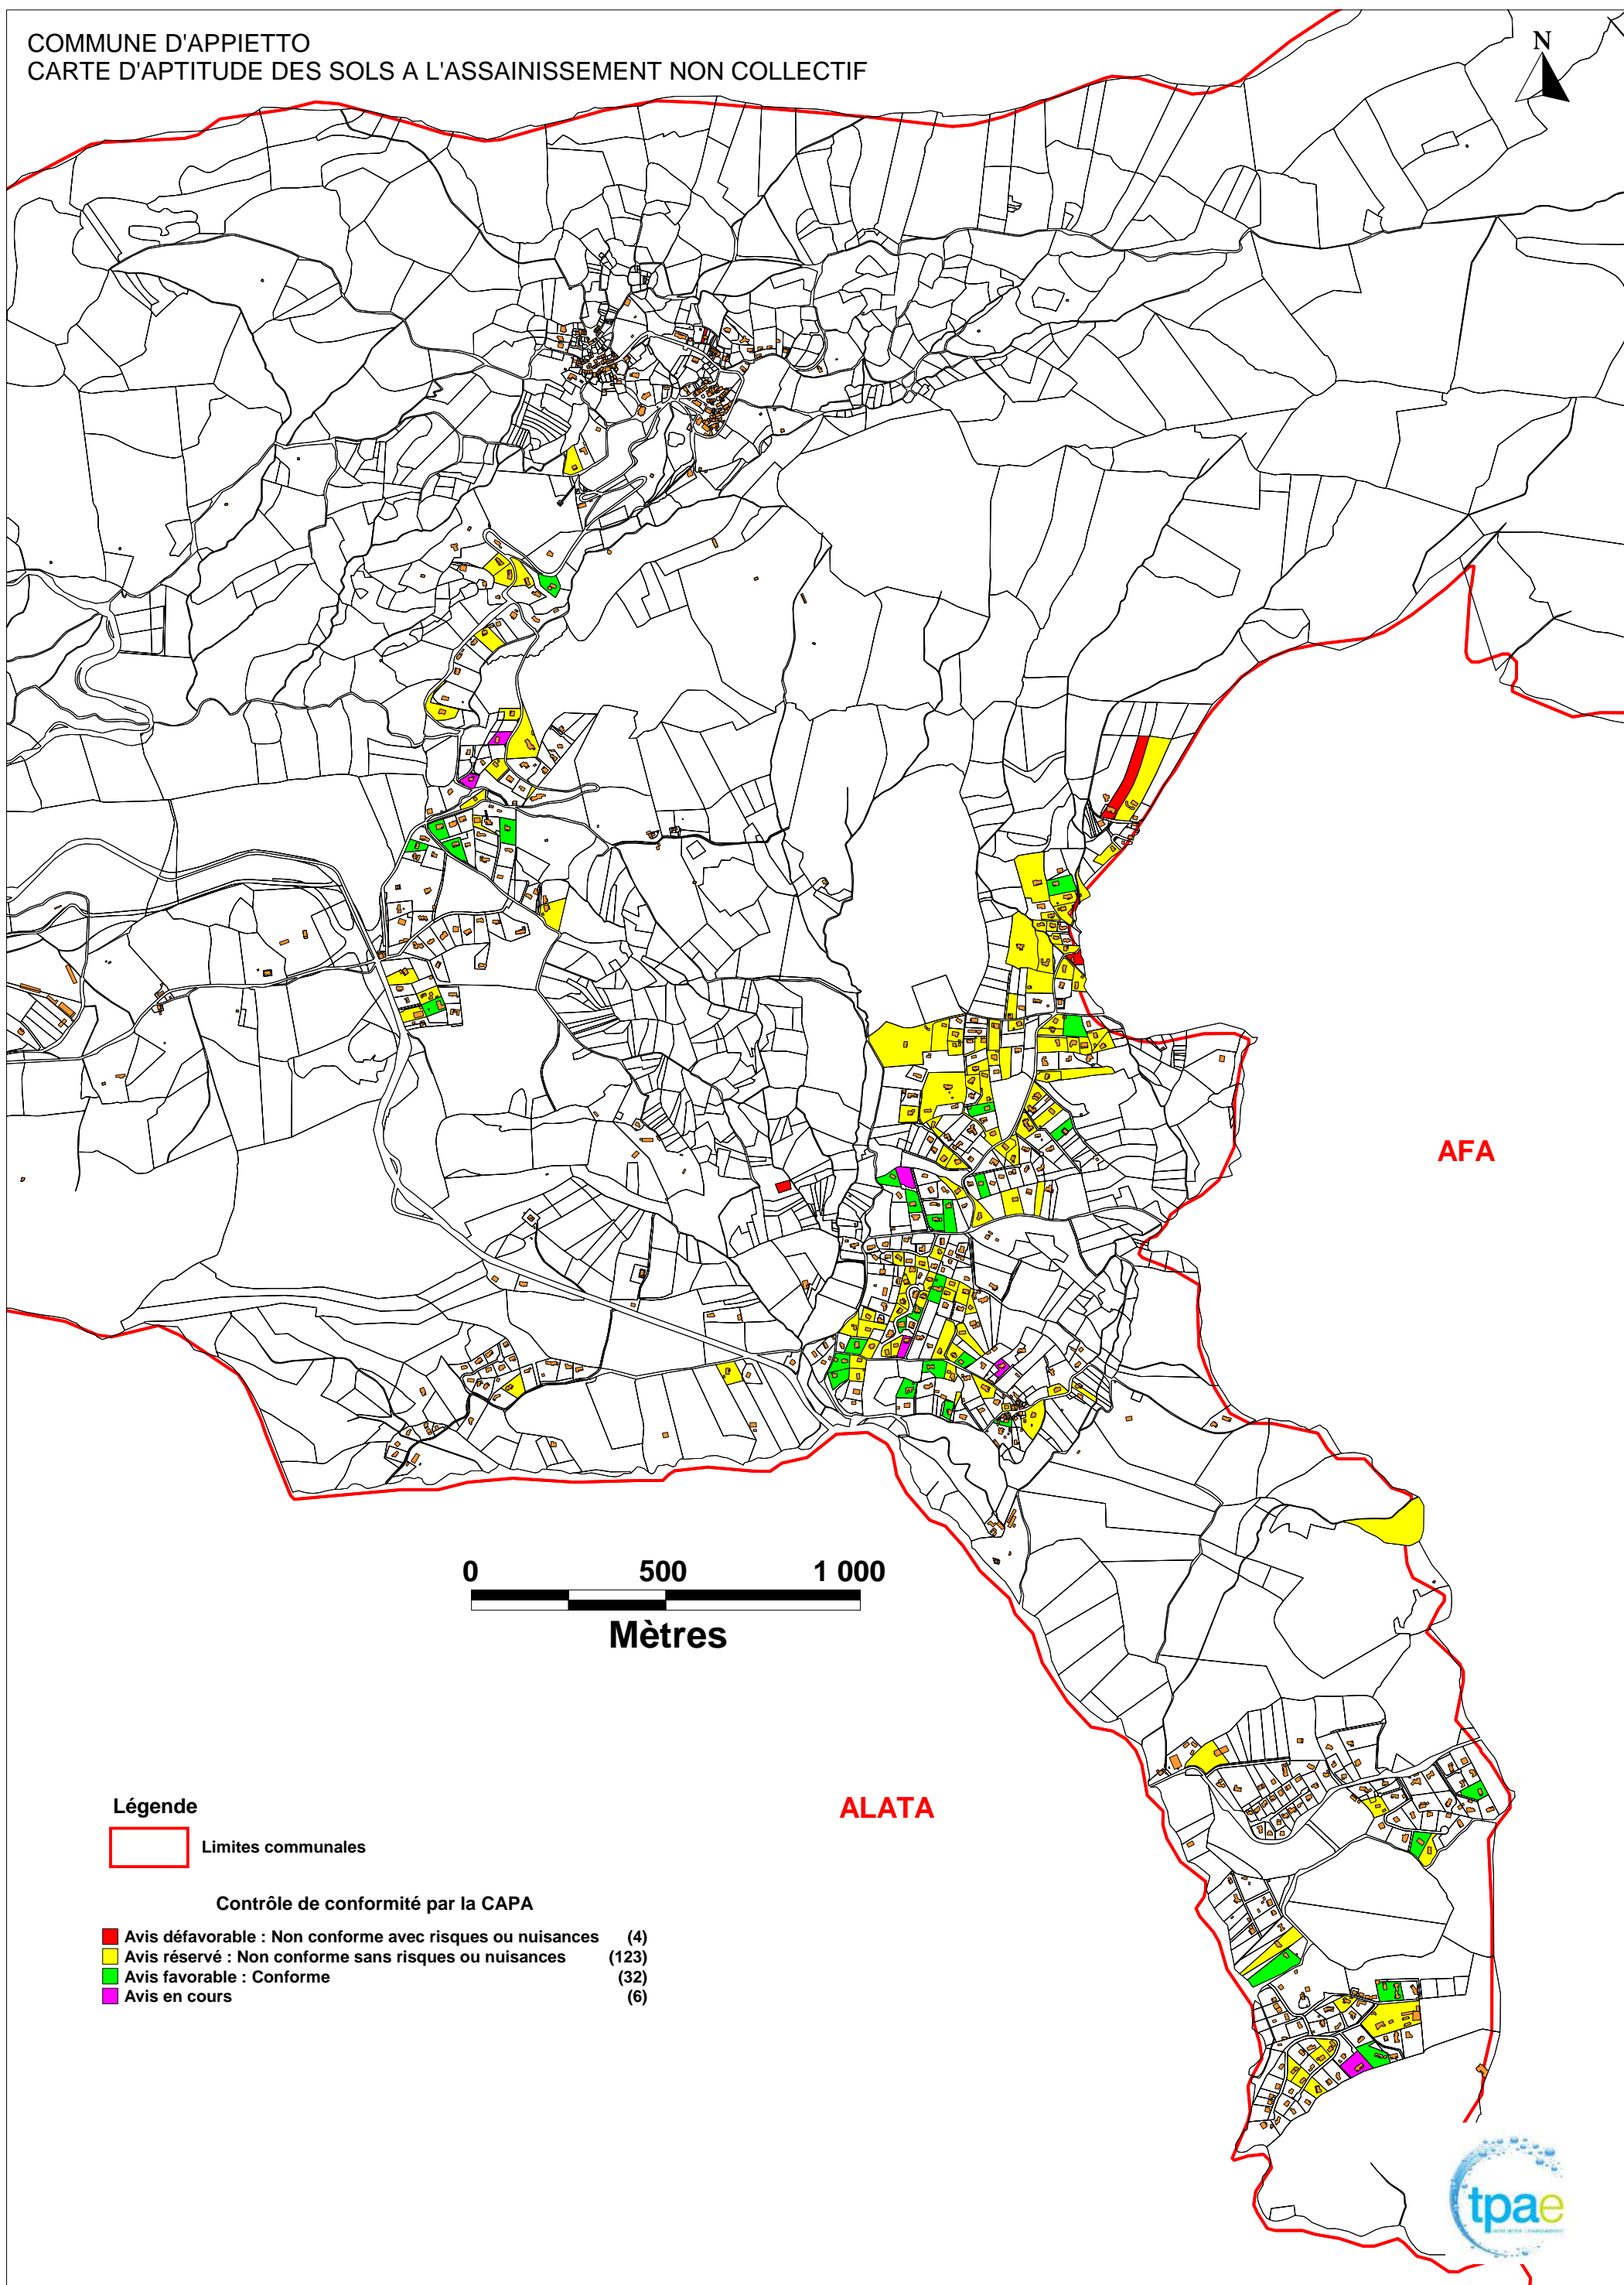 COMMUNE D'APPIETTO
CARTE D'APTITUDE DES SOLS A L'ASSAINISSEMENT NON COLLECTIF
N
AFA
0 500 1 000
Mètres
ALATA
Légende
Limites communales
Contrôle de conformité par la CAPA
Avis défavorable : Non conforme avec risques ou nuisances (4)
Avis réservé : Non conforme sans risques ou nuisances (123)
Avis favorable : Conforme (32)
Avis en cours (6)
tpae